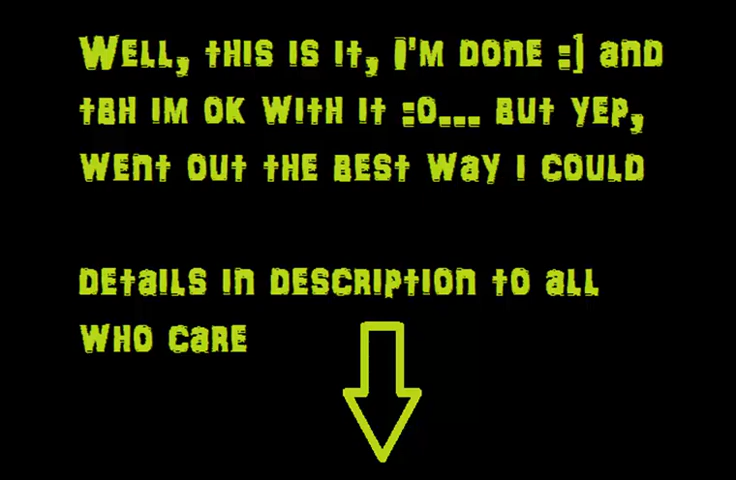 Well, this is it, I'm done :] and
tbh im ok with it :o... but yep,
went out the best way i could
details in description to all
who care